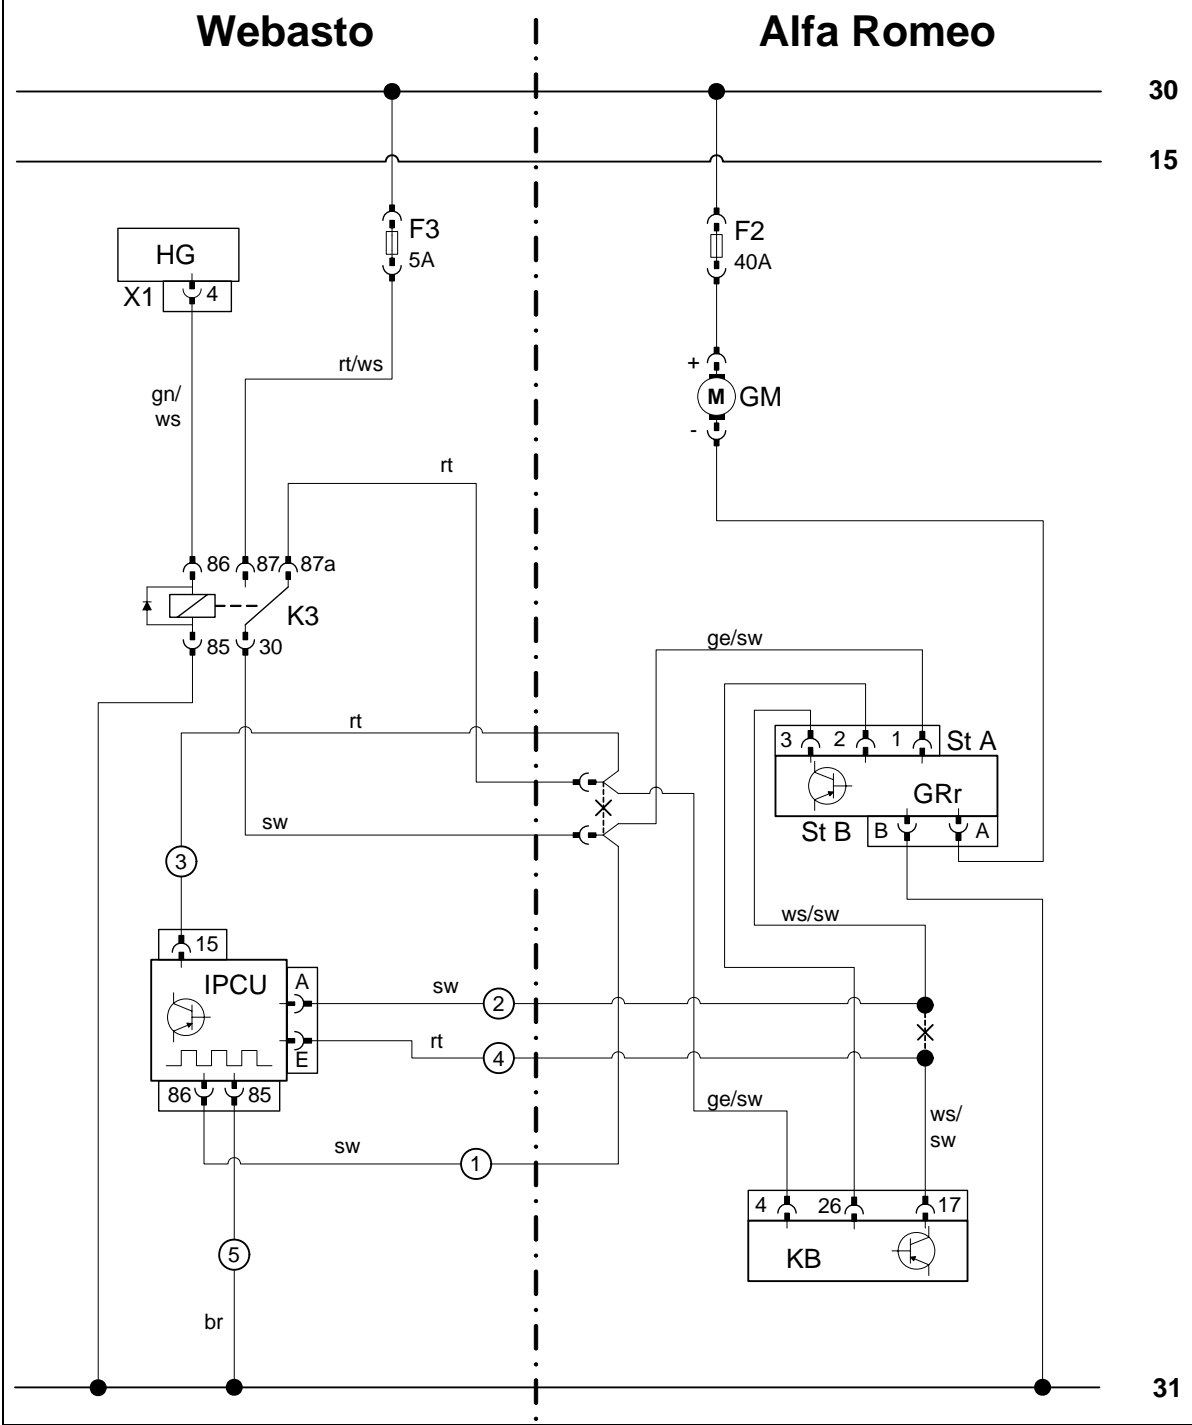 Webasto
Alfa Romeo
30
15
F3
5A
F2
40A
HG
X1
4
rt/ws
gn/
ws
+
M
GM
-
rt
86
87
87a
K3
85
30
ge/sw
rt
3
2
1
St A
GRr
sw
St B
B
A
3
ws/sw
15
IPCU
A
sw
2
rt
4
E
86
85
ge/sw
ws/
sw
sw
1
4
26
17
5
KB
br
31